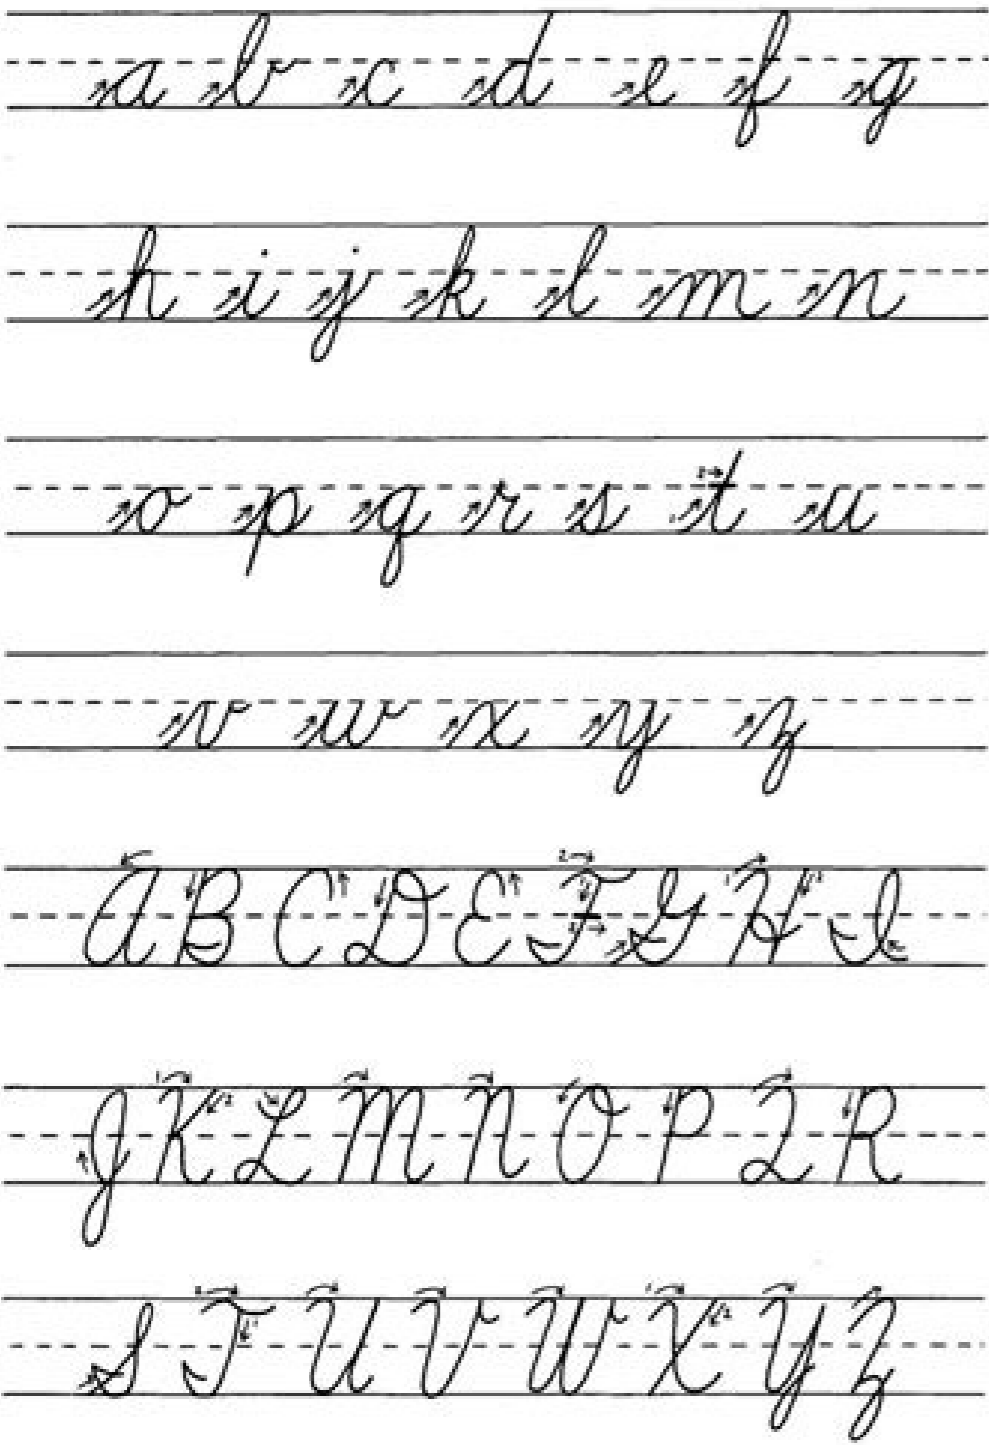 a b c d e f g
h i j k l m n
o p q r s t u
v w x y z
A B C D E F G H I
J K L M N O P Q R
S T U V W X Y Z